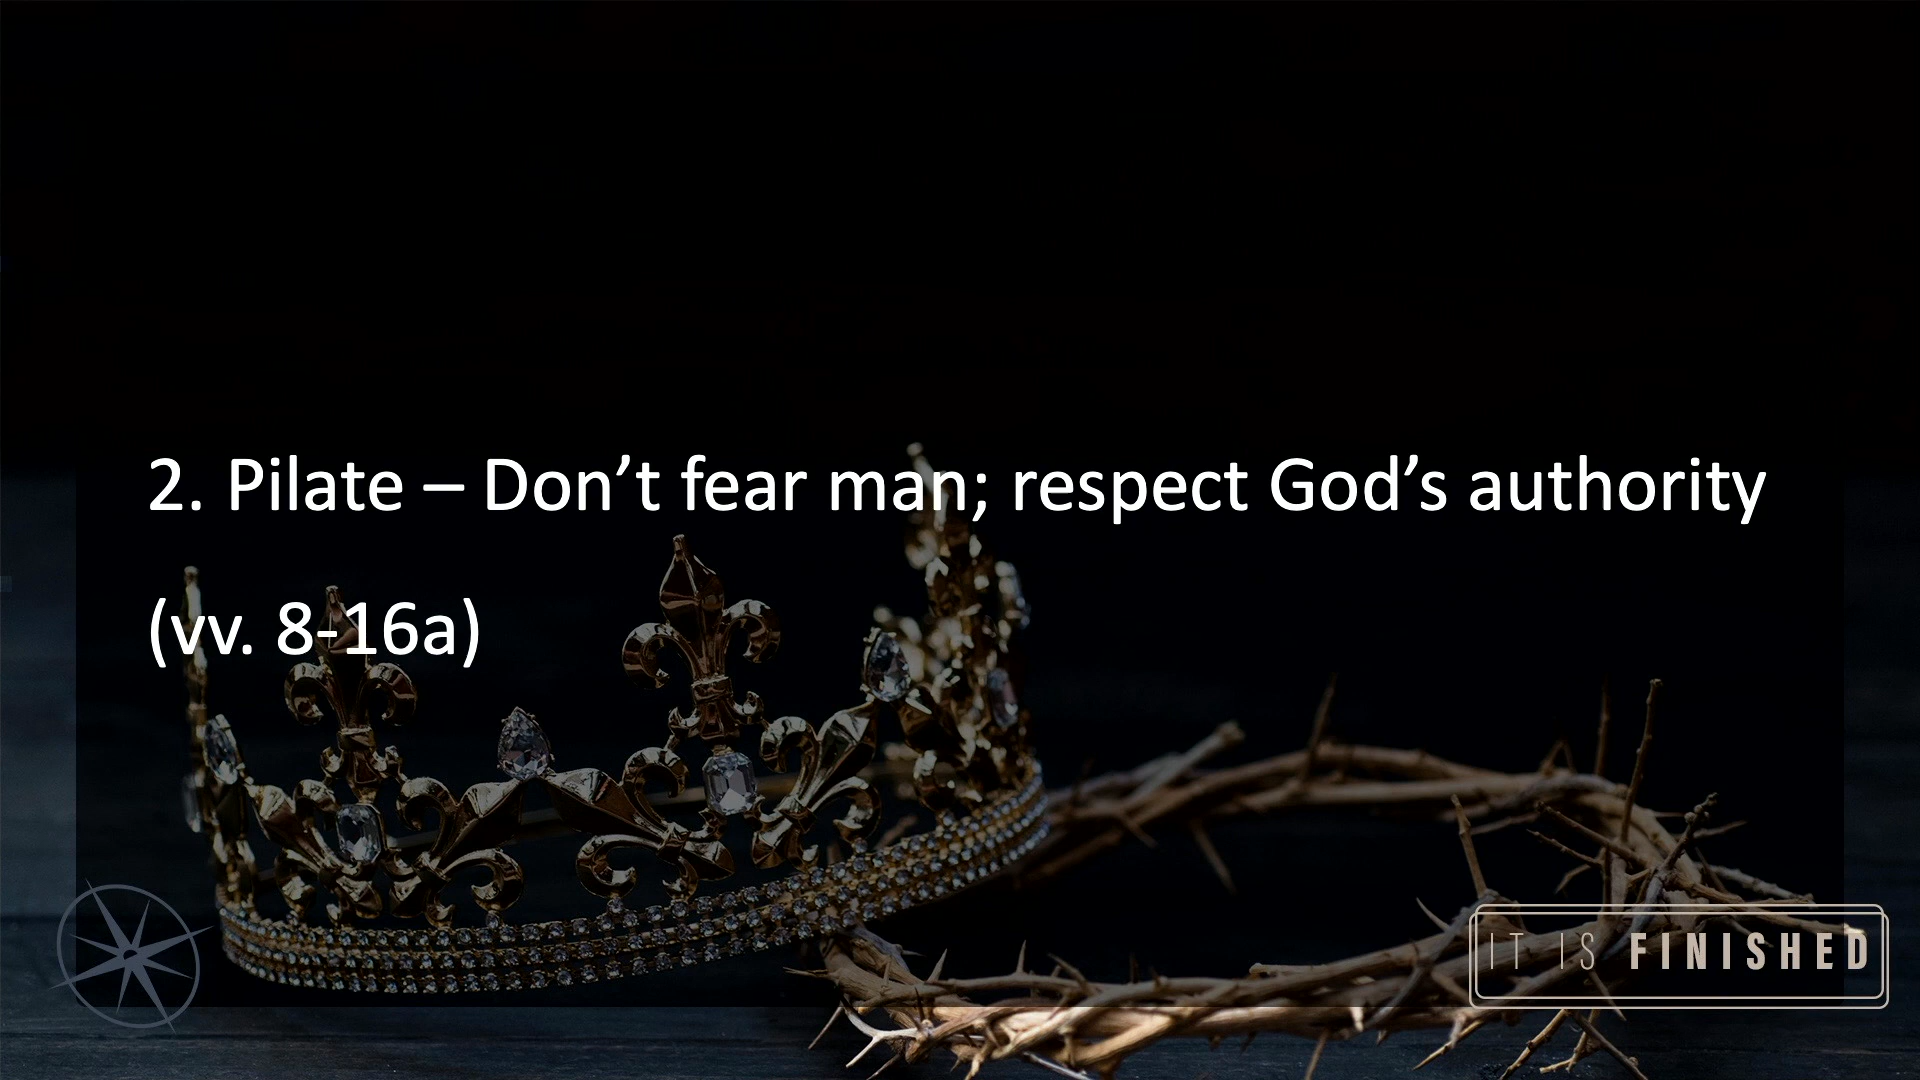 2. Pilate – Don’t fear man; respect God’s authority
(vv. 8-16a)
IT IS FINISHED